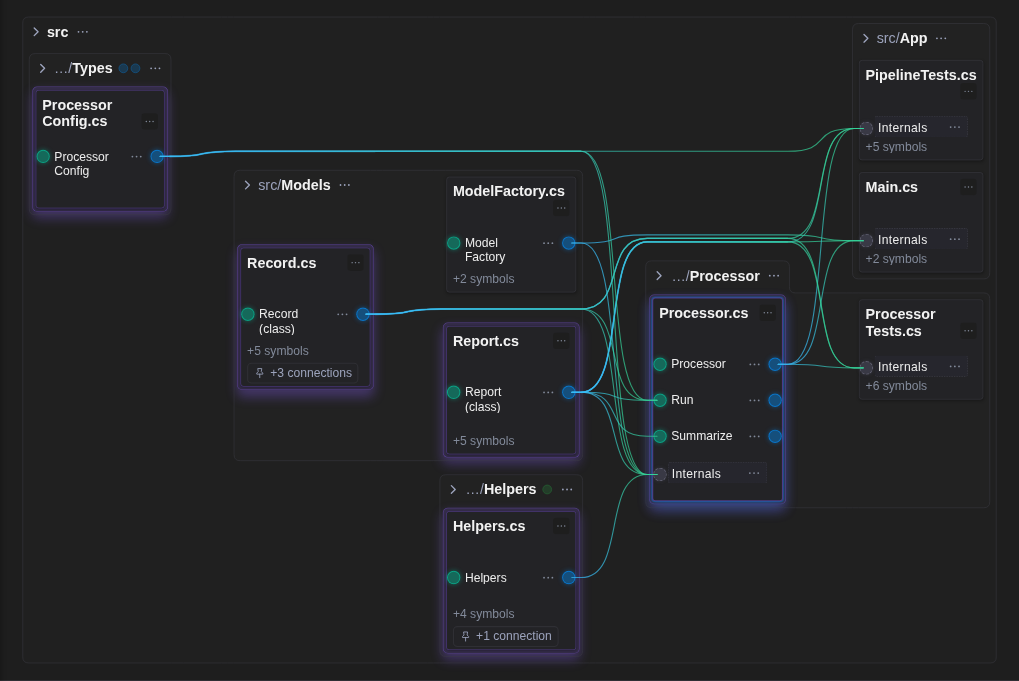 src ...
.../Types ...
Processor
Config.cs ...
Processor
Config ...
src/Models ...
Record.cs ...
Record
(class) ...
+5 symbols
+3 connections
ModelFactory.cs
...
Model
Factory ...
+2 symbols
Report.cs ...
Report
(class) ...
+5 symbols
.../Helpers ...
Helpers.cs ...
Helpers ...
+4 symbols
+1 connection
.../Processor ...
Processor.cs ...
Processor ...
Run ...
Summarize ...
Internals ...
src/App ...
PipelineTests.cs
...
Internals ...
+5 symbols
Main.cs ...
Internals ...
+2 symbols
Processor
Tests.cs ...
Internals ...
+6 symbols